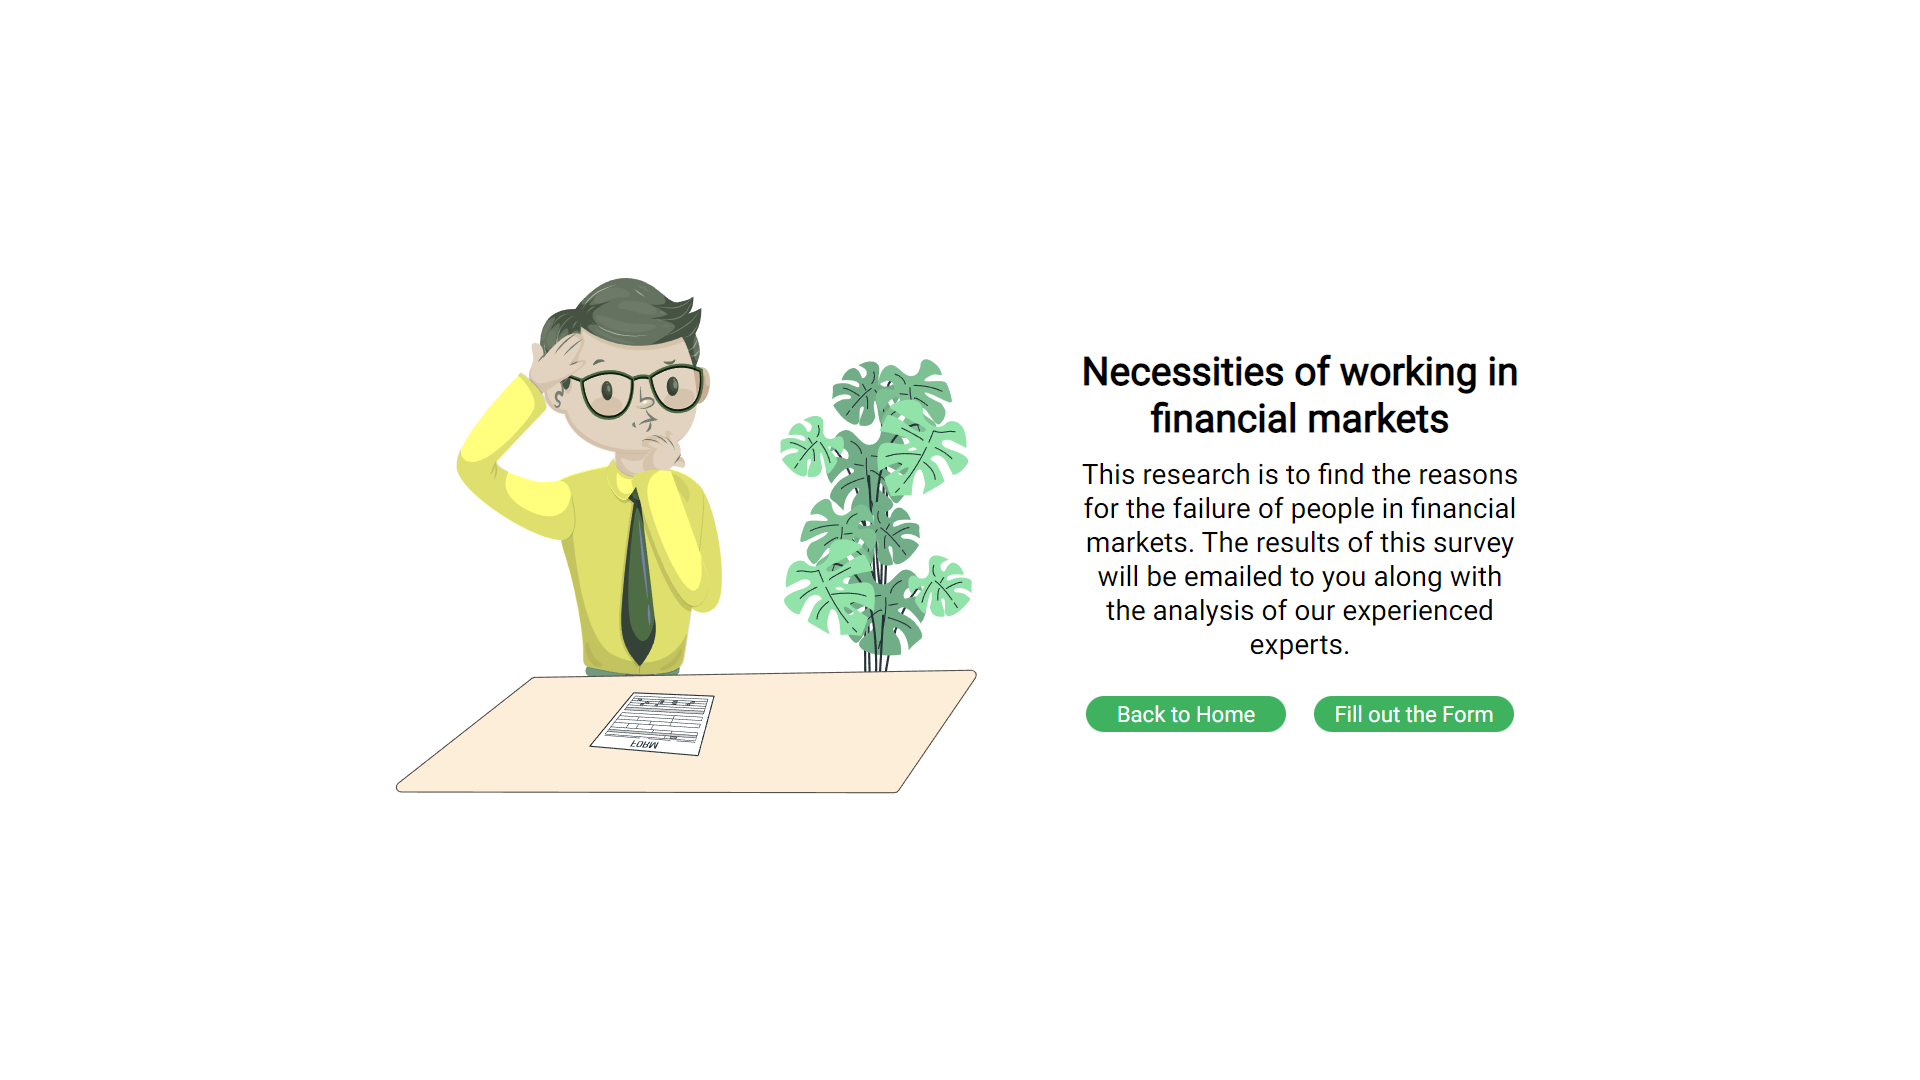 Necessities of working in
financial markets
This research is to find the reasons
for the failure of people in financial
markets. The results of this survey
will be emailed to you along with
the analysis of our experienced
experts.
Back to Home
Fill out the Form
FORM